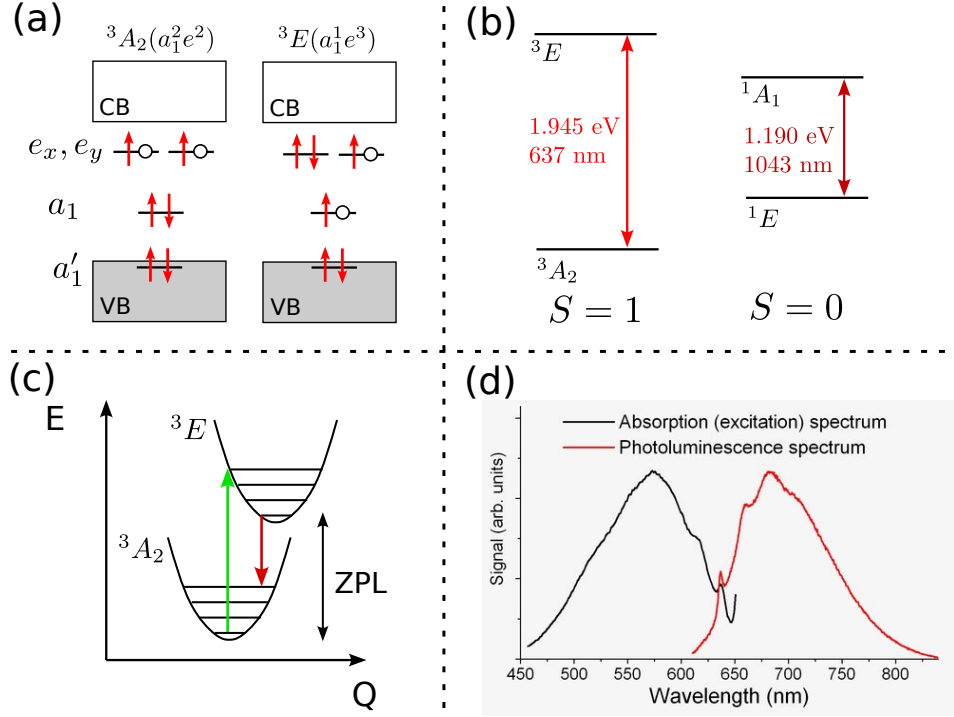 (a)
³A₂(a₁²e²) ³E(a₁¹e³)
CB CB
eₓ, e_y
a₁
a₁′
VB VB
(b)
³E
¹A₁
1.945 eV
637 nm
1.190 eV
1043 nm
¹E
³A₂
S = 1 S = 0
(c)
E
³E
³A₂
ZPL
Q
(d)
Absorption (excitation) spectrum
Photoluminescence spectrum
Signal (arb. units)
450 500 550 600 650 700 750 800
Wavelength (nm)